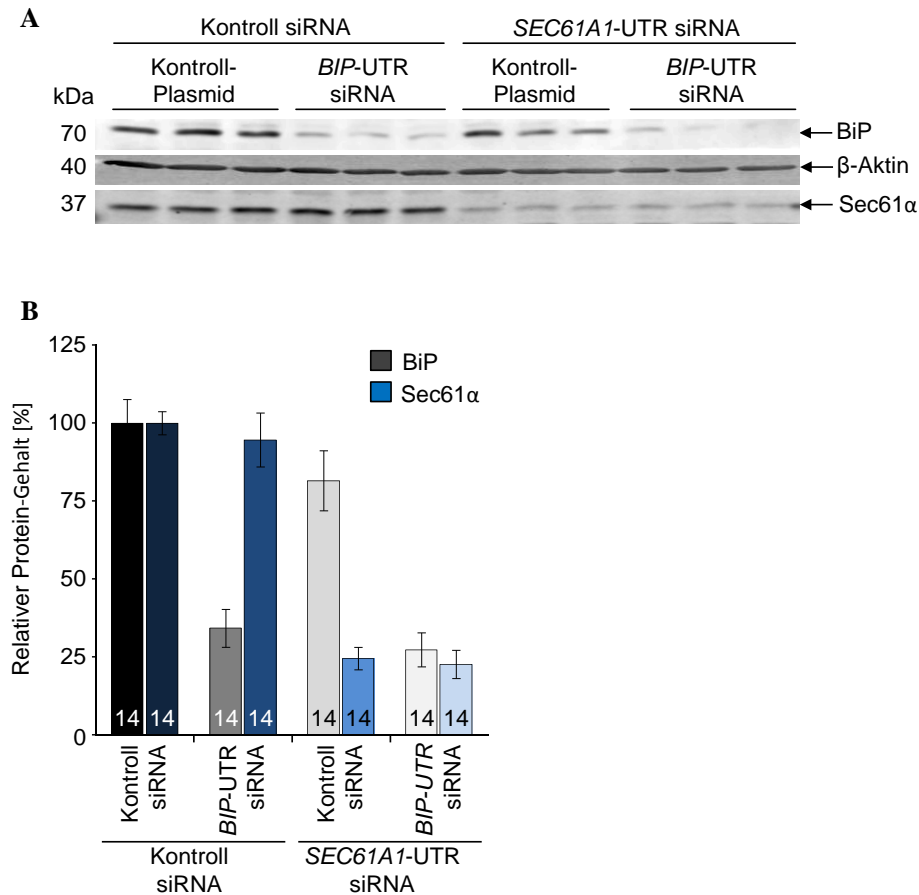 A
Kontroll siRNA
SEC61A1-UTR siRNA
Kontroll-
Plasmid
BIP-UTR
siRNA
Kontroll-
Plasmid
BIP-UTR
siRNA
kDa
70
BiP
40
β-Aktin
37
Sec61α
B
Relativer Protein-Gehalt [%]
125
100
75
50
25
0
BiP
Sec61α
14 14 14 14 14 14 14 14
Kontroll
siRNA
BIP-UTR
siRNA
Kontroll
siRNA
BIP-UTR
siRNA
Kontroll
siRNA
SEC61A1-UTR
siRNA